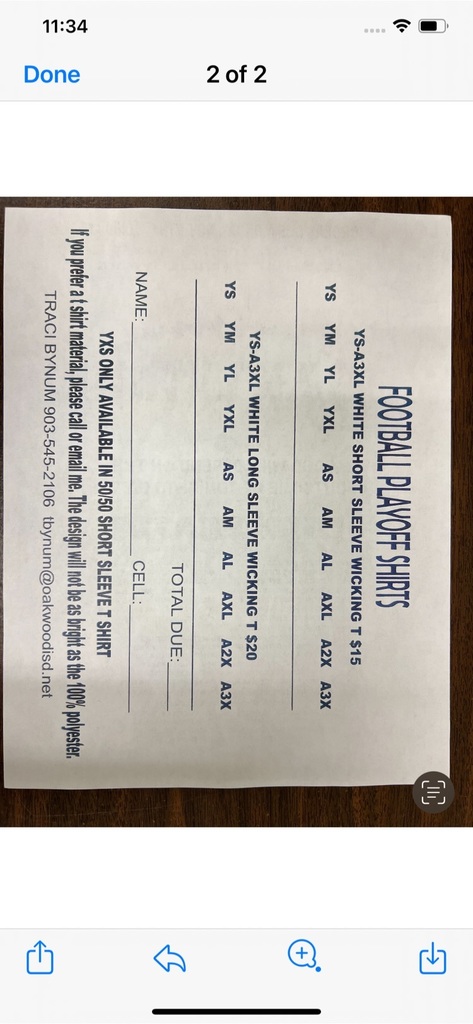 11:34
Done
2 of 2
FOOTBALL PLAYOFF SHIRTS
YS-A3XL WHITE SHORT SLEEVE WICKING T $15
YS YM YL YXL AS AM AL AXL A2X A3X
YS-A3XL WHITE LONG SLEEVE WICKING T $20
YS YM YL YXL AS AM AL AXL A2X A3X
TOTAL DUE:
NAME: CELL:
YXS ONLY AVAILABLE IN 50/50 SHORT SLEEVE T SHIRT
If you prefer a t shirt material, please call or email me. The design will not be as bright as the 100% polyester.
TRACI BYNUM 903-545-2106 tbynum@oakwoodisd.net